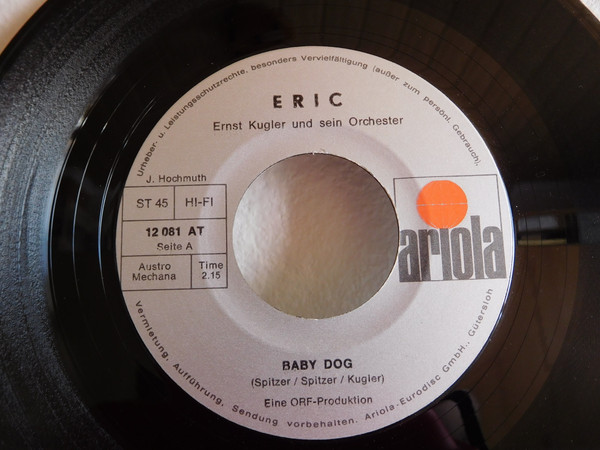 Urheber- u. Leistungsschutzrechte, besonders Vervielfältigung (außer zum persönl. Gebrauch),
ERIC
Ernst Kugler und sein Orchester
J. Hochmuth
ST 45 HI-FI
12 081 AT
Seite A
Austro Mechana
Time 2.15
ariola
BABY DOG
(Spitzer / Spitzer / Kugler)
Eine ORF-Produktion
Vermietung, Aufführung, Sendung vorbehalten. Ariola-Eurodisc GmbH., Gütersloh